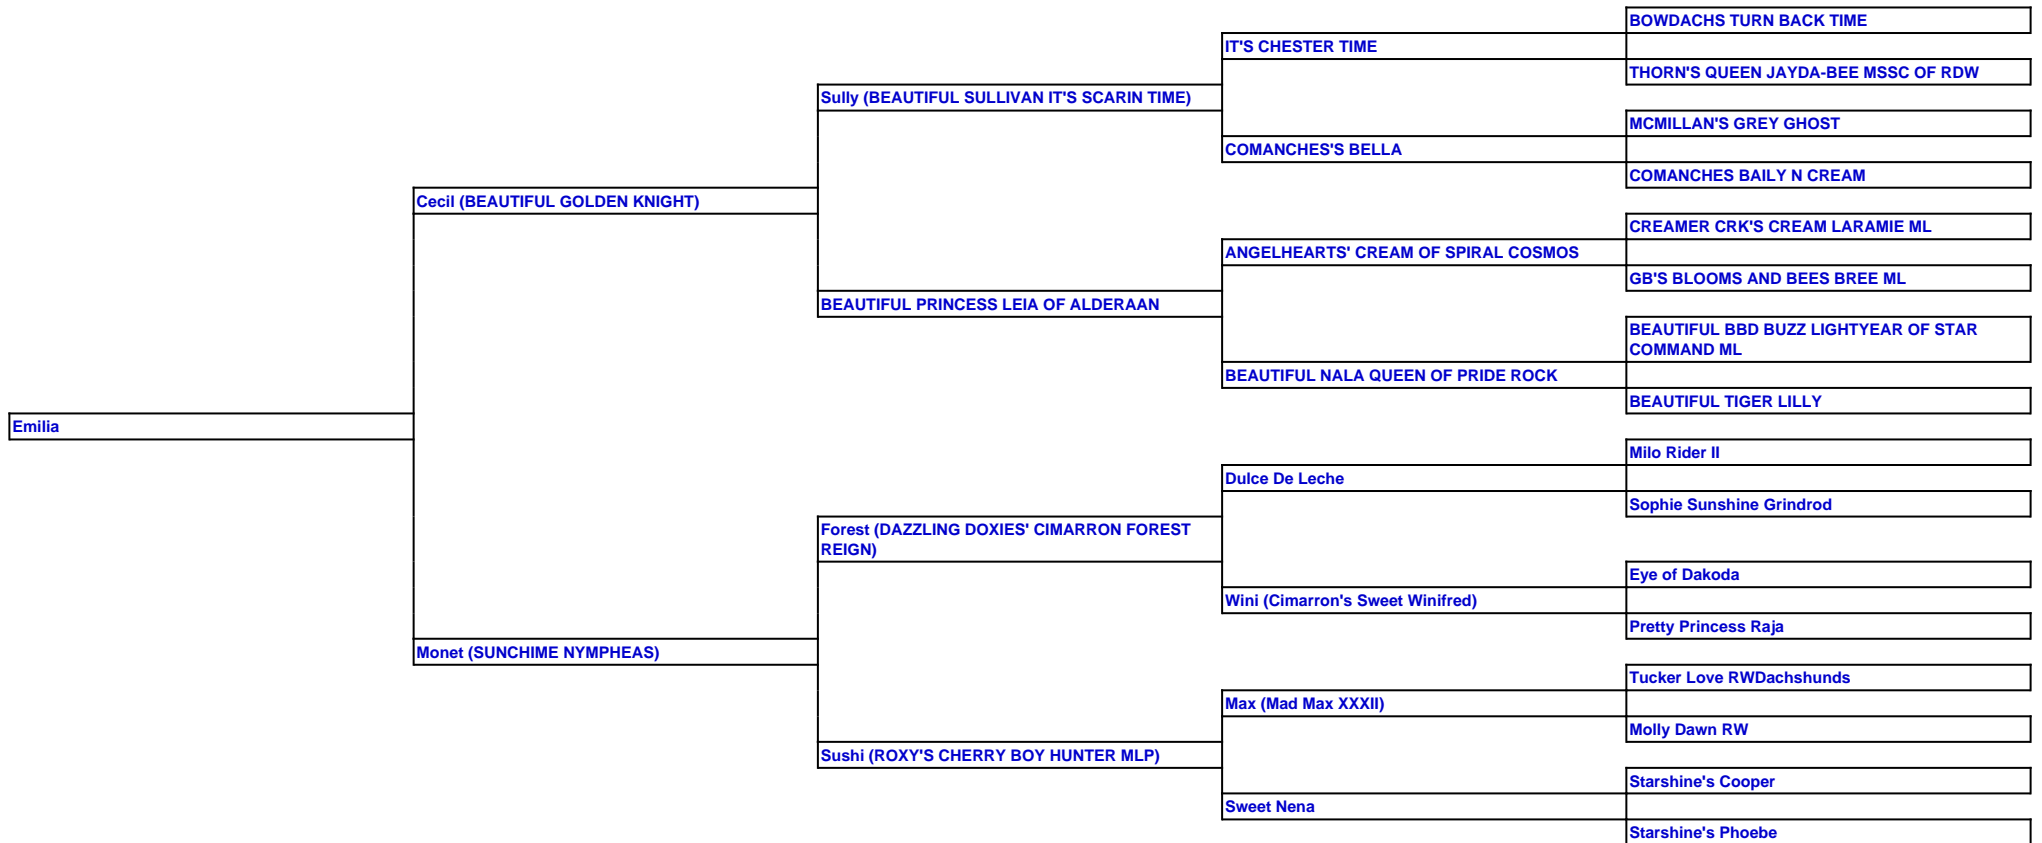 BOWDACHS TURN BACK TIME
IT'S CHESTER TIME
THORN'S QUEEN JAYDA-BEE MSSC OF RDW
Sully (BEAUTIFUL SULLIVAN IT'S SCARIN TIME)
MCMILLAN'S GREY GHOST
COMANCHES'S BELLA
COMANCHES BAILY N CREAM
Cecil (BEAUTIFUL GOLDEN KNIGHT)
CREAMER CRK'S CREAM LARAMIE ML
ANGELHEARTS' CREAM OF SPIRAL COSMOS
GB'S BLOOMS AND BEES BREE ML
BEAUTIFUL PRINCESS LEIA OF ALDERAAN
BEAUTIFUL BBD BUZZ LIGHTYEAR OF STAR
COMMAND ML
BEAUTIFUL NALA QUEEN OF PRIDE ROCK
BEAUTIFUL TIGER LILLY
Emilia
Milo Rider II
Dulce De Leche
Sophie Sunshine Grindrod
Forest (DAZZLING DOXIES' CIMARRON FOREST
REIGN)
Eye of Dakoda
Wini (Cimarron's Sweet Winifred)
Pretty Princess Raja
Monet (SUNCHIME NYMPHEAS)
Tucker Love RWDachshunds
Max (Mad Max XXXII)
Molly Dawn RW
Sushi (ROXY'S CHERRY BOY HUNTER MLP)
Starshine's Cooper
Sweet Nena
Starshine's Phoebe